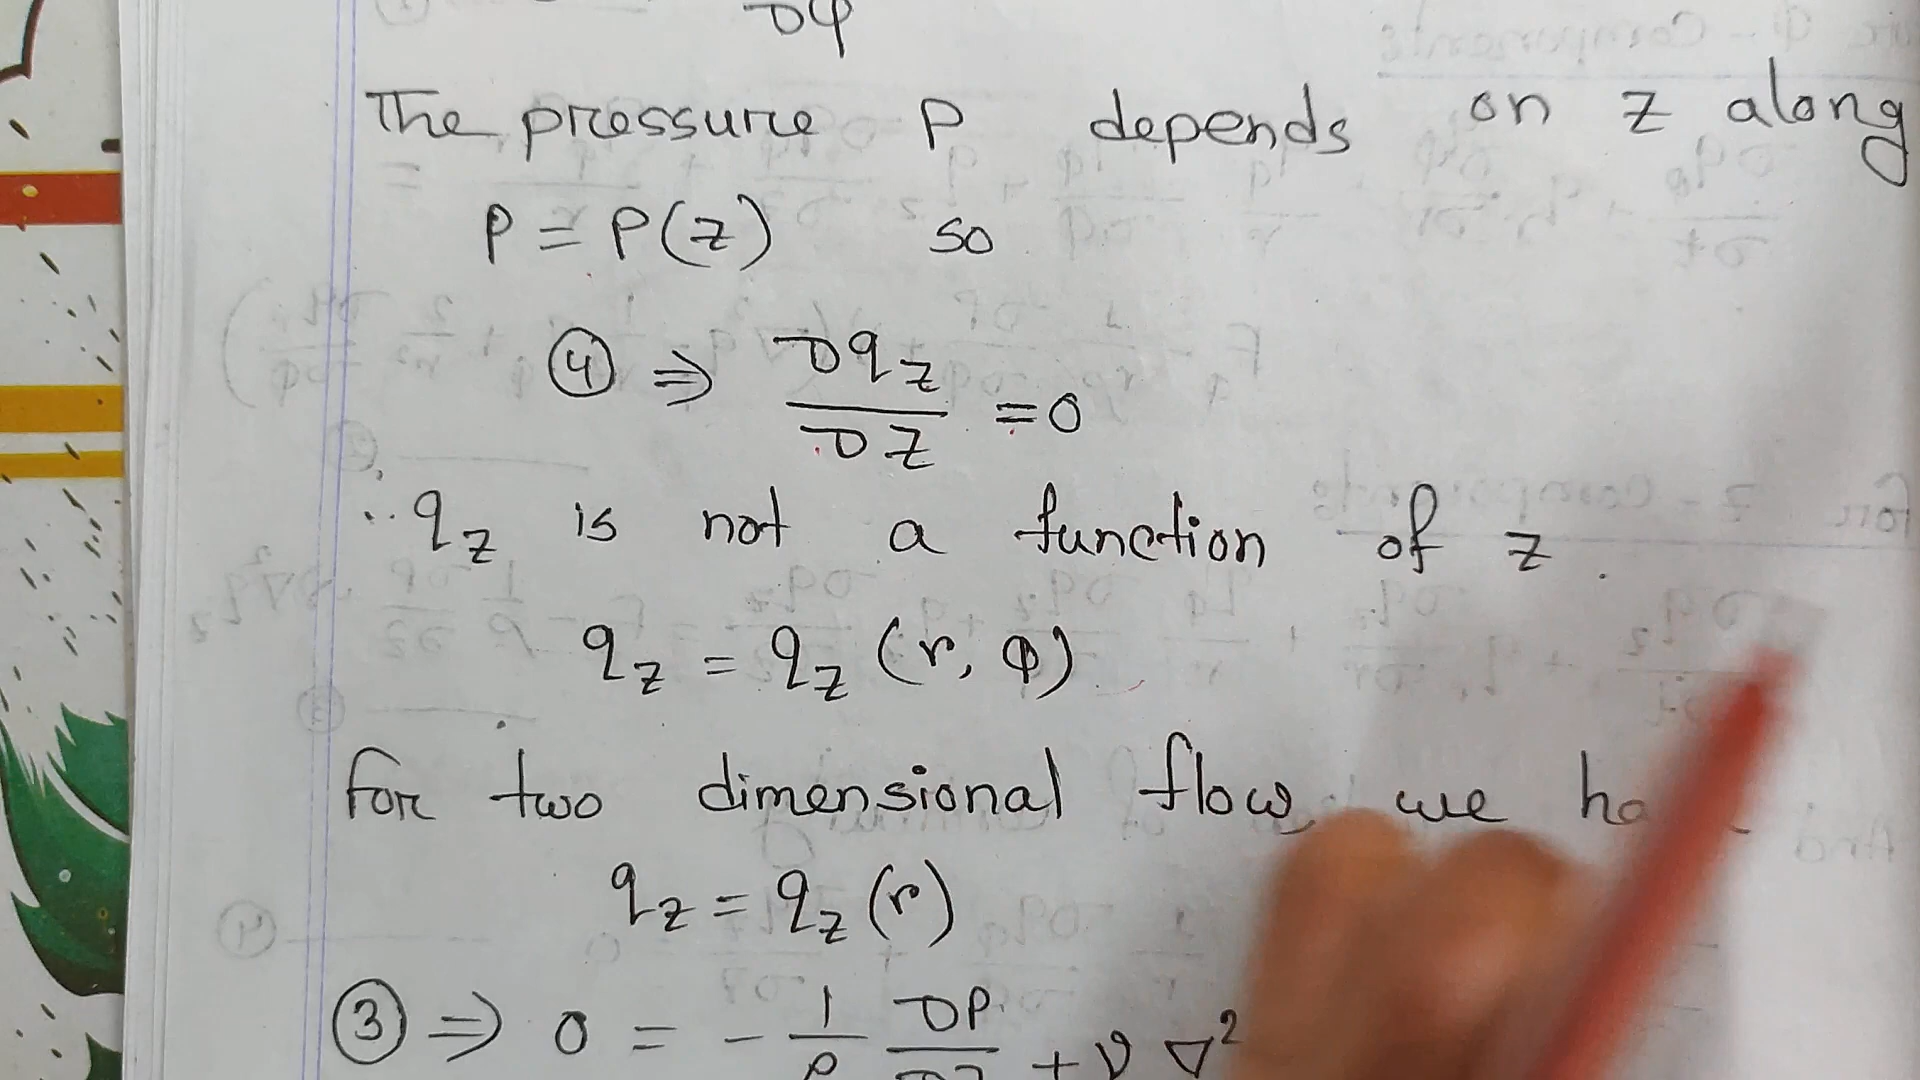 ∂φ
The pressure P depends on z along
P = P(z) so
④ ⇒ ∂q_z/∂z = 0
∴ q_z is not a function of z.
q_z = q_z (r, φ)
for two dimensional flow, we
q_z = q_z (r)
③ ⇒ 0 = - 1/ρ ∂P/∂z + ν ∇²